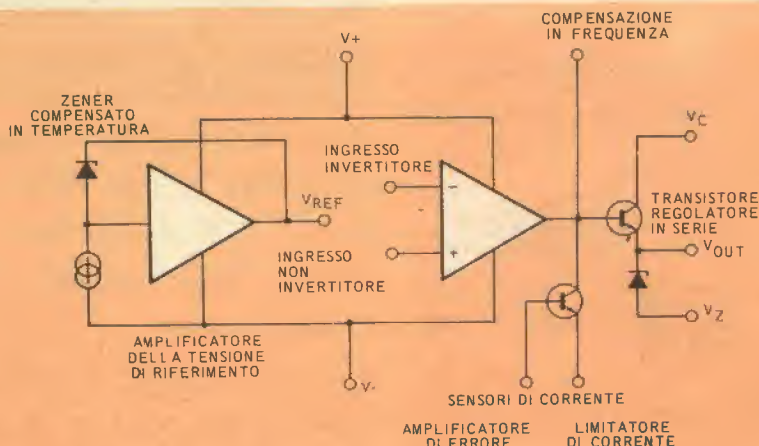 COMPENSAZIONE
IN FREQUENZA
V+
ZENER
COMPENSATO
IN TEMPERATURA
VC
INGRESSO
INVERTITORE
−
TRANSISTORE
REGOLATORE
IN SERIE
VREF
VOUT
INGRESSO
NON
INVERTITORE
+
VZ
AMPLIFICATORE
DELLA TENSIONE
DI RIFERIMENTO
V-
SENSORI DI CORRENTE
AMPLIFICATORE
DI ERRORE
LIMITATORE
DI CORRENTE